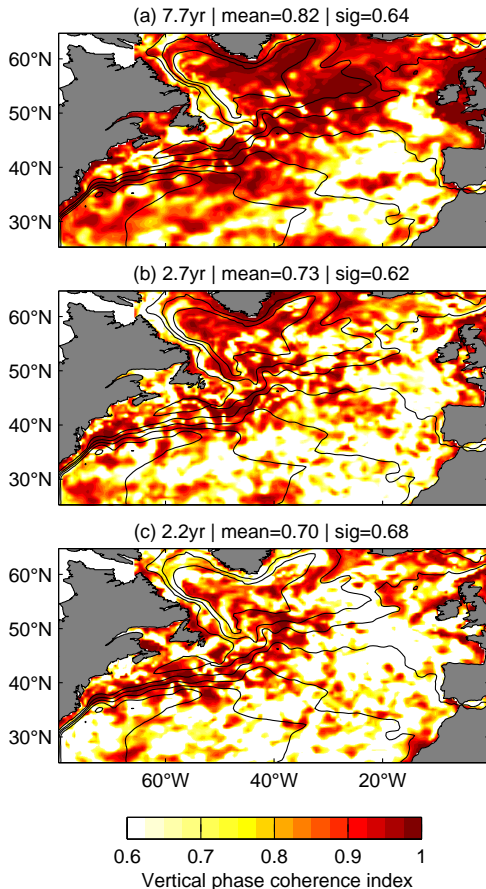 (a) 7.7yr | mean=0.82 | sig=0.64
60°N
50°N
40°N
30°N
(b) 2.7yr | mean=0.73 | sig=0.62
60°N
50°N
40°N
30°N
(c) 2.2yr | mean=0.70 | sig=0.68
60°N
50°N
40°N
30°N
60°W 40°W 20°W
0.6 0.7 0.8 0.9 1
Vertical phase coherence index